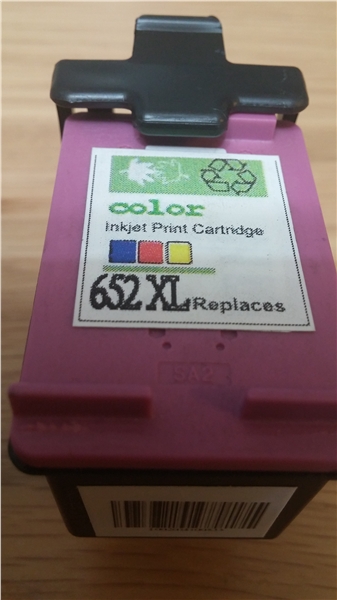 color
Inkjet Print Cartridge
652 XL Replaces